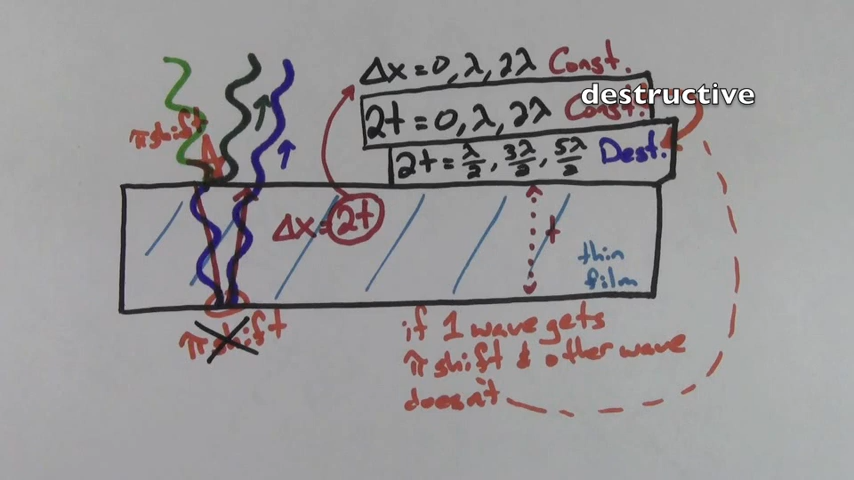 Δx = 0, λ, 2λ Const.
destructive
2t = 0, λ, 2λ Const.
2t = λ/2, 3λ/2, 5λ/2 Dest.
π shift
Δx = 2t
t
thin
film
π shift
if 1 wave gets
π shift & other wave
doesn't